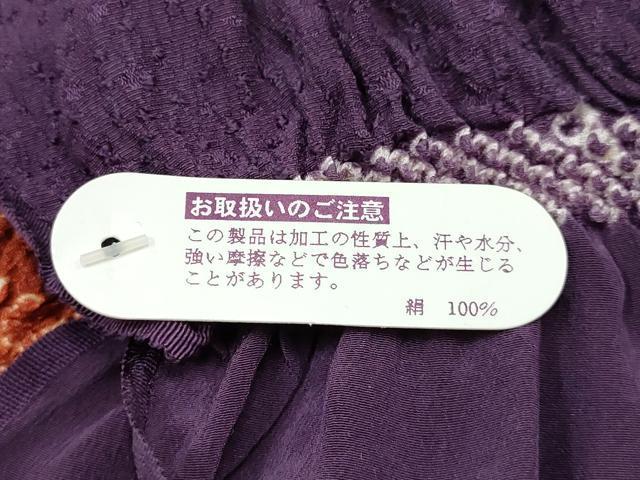 お取扱いのご注意
この製品は加工の性質上、汗や水分、
強い摩擦などで色落ちなどが生じる
ことがあります。
絹 100%